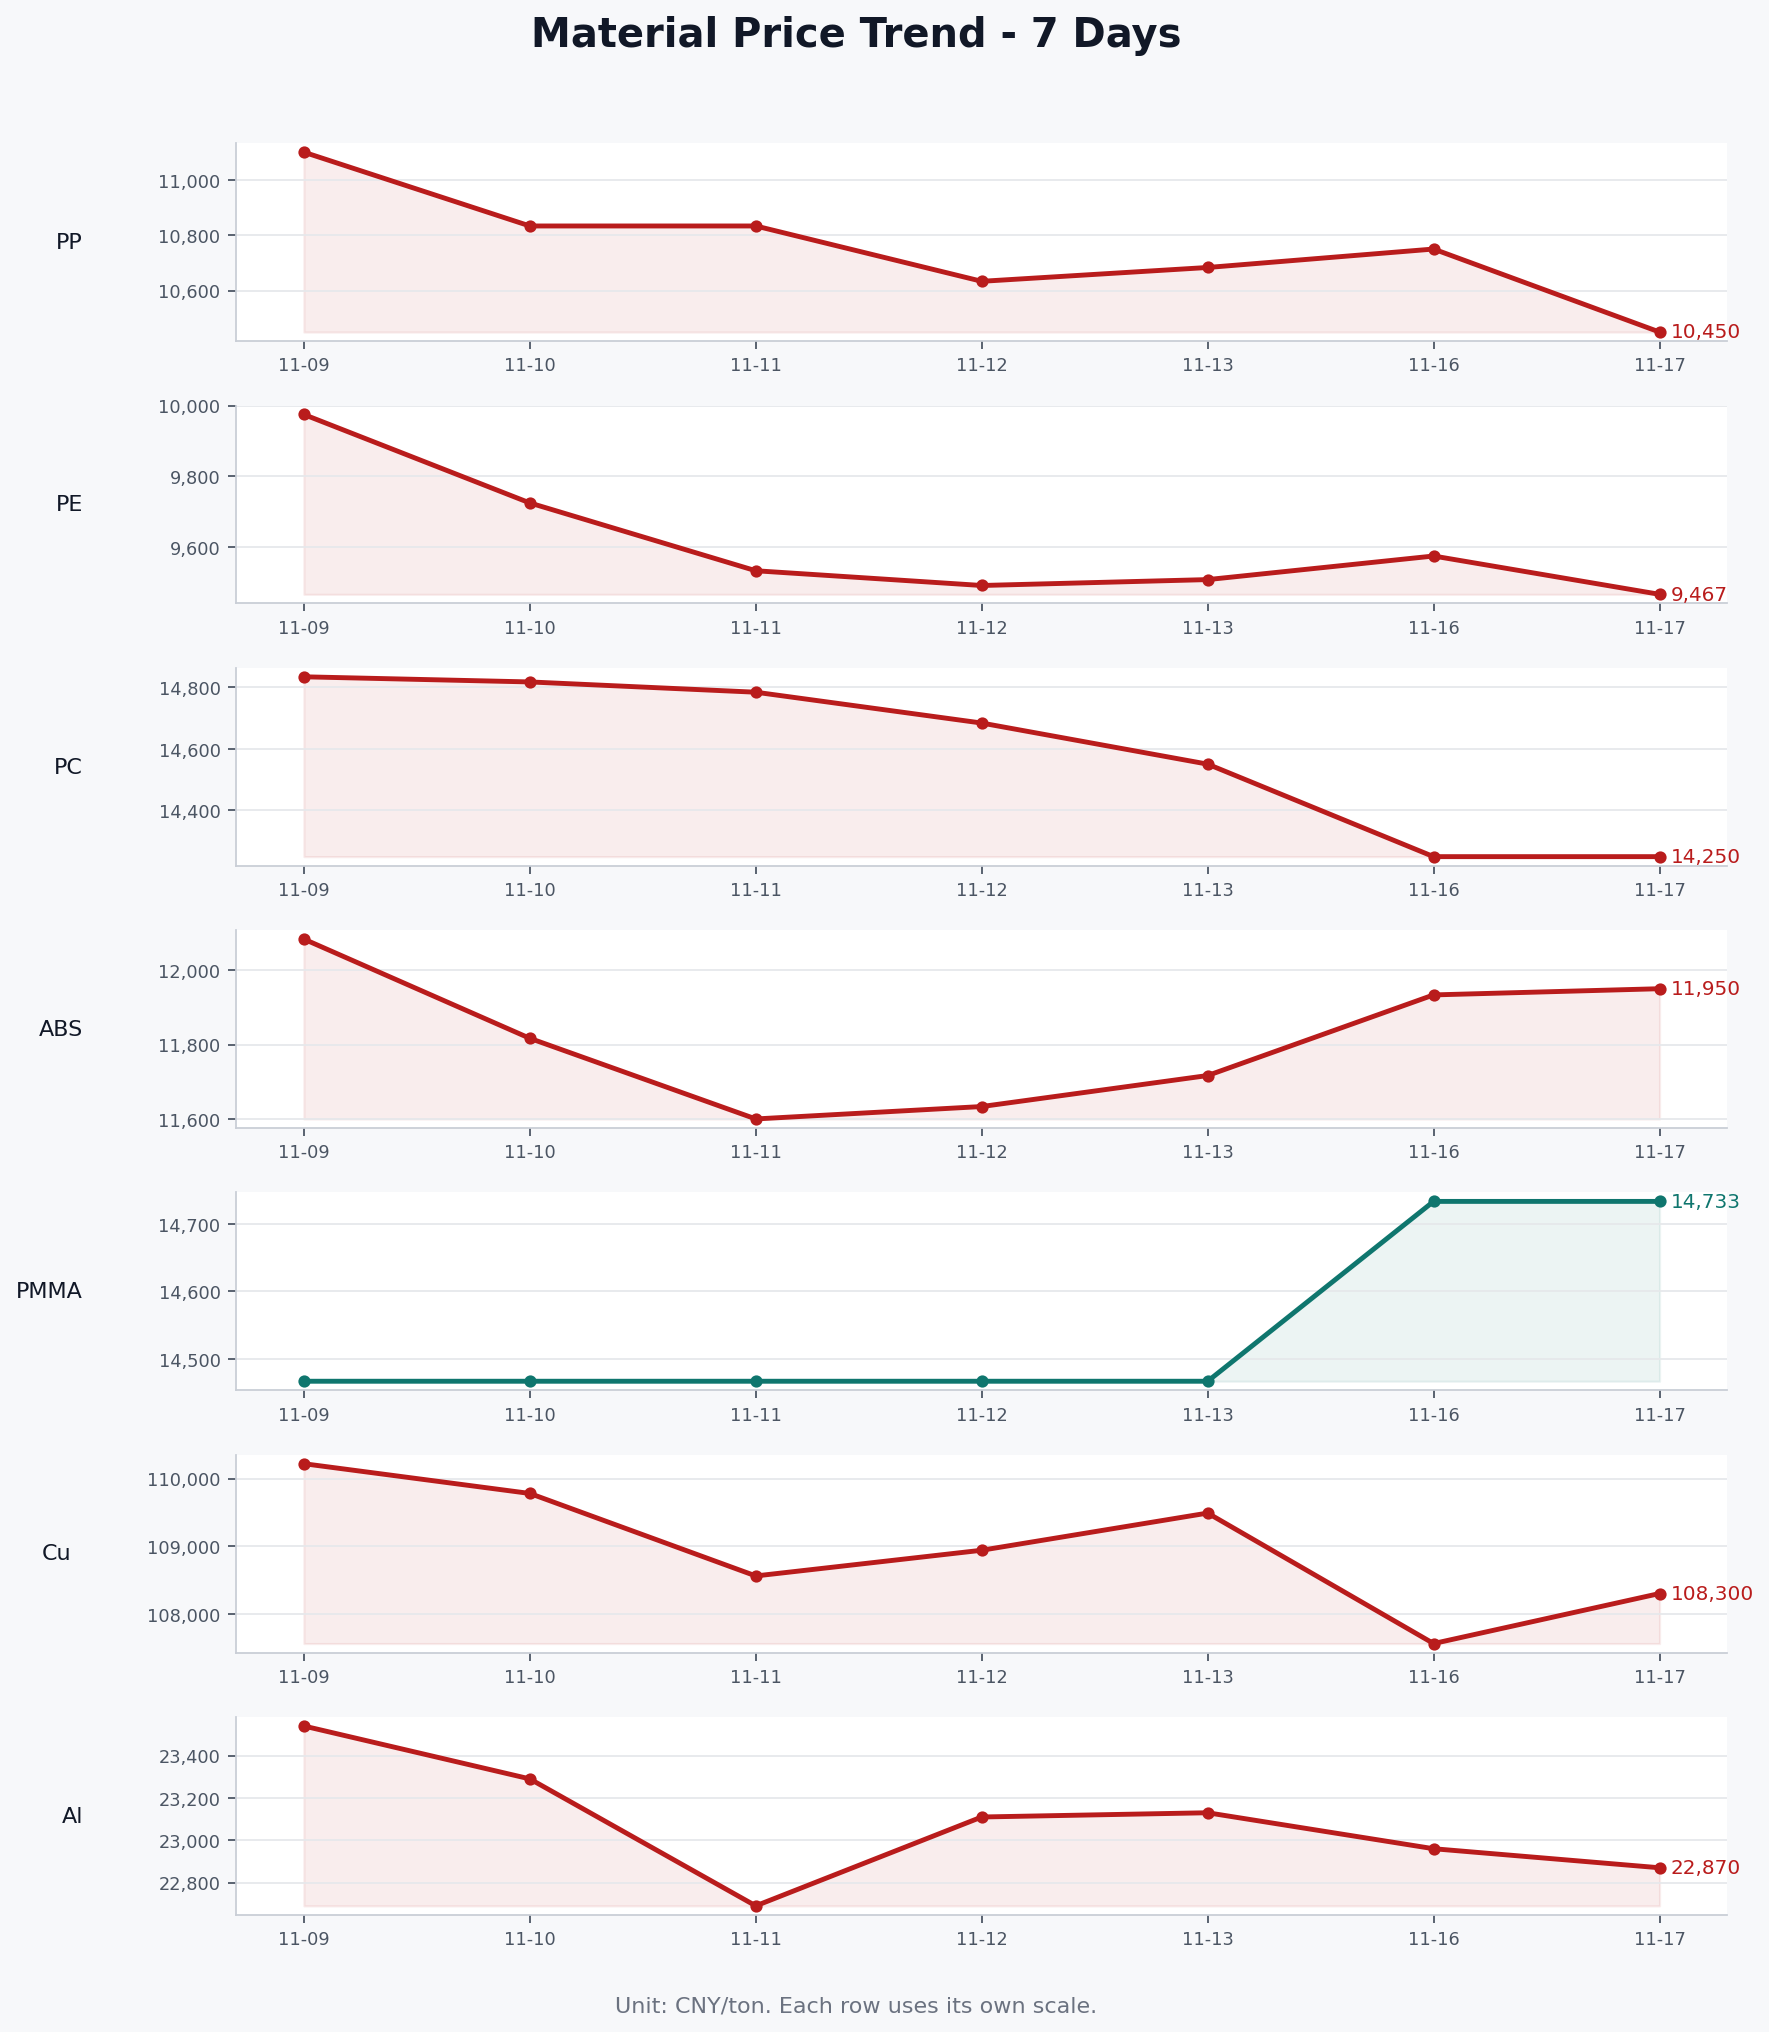 Material Price Trend - 7 Days
11,000
10,800
10,600
PP
10,450
11-09 11-10 11-11 11-12 11-13 11-16 11-17
10,000
9,800
9,600
PE
9,467
11-09 11-10 11-11 11-12 11-13 11-16 11-17
14,800
14,600
14,400
PC
14,250
11-09 11-10 11-11 11-12 11-13 11-16 11-17
12,000
11,800
11,600
ABS
11,950
11-09 11-10 11-11 11-12 11-13 11-16 11-17
14,700
14,600
14,500
PMMA
14,733
11-09 11-10 11-11 11-12 11-13 11-16 11-17
110,000
109,000
108,000
Cu
108,300
11-09 11-10 11-11 11-12 11-13 11-16 11-17
23,400
23,200
23,000
22,800
Al
22,870
11-09 11-10 11-11 11-12 11-13 11-16 11-17
Unit: CNY/ton. Each row uses its own scale.